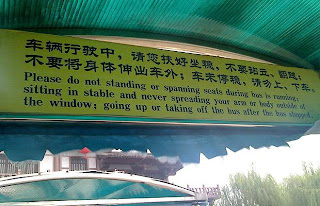 车辆行驶中，请您扶好坐稳，不要站立、翻越；
不要将身体伸出车外；车未停稳，请勿上、下车。
Please do not standing or spanning seats during bus is running;
sitting in stable and never spreading your arm or body outside of
the window; going up or taking off the bus after the bus stopped.